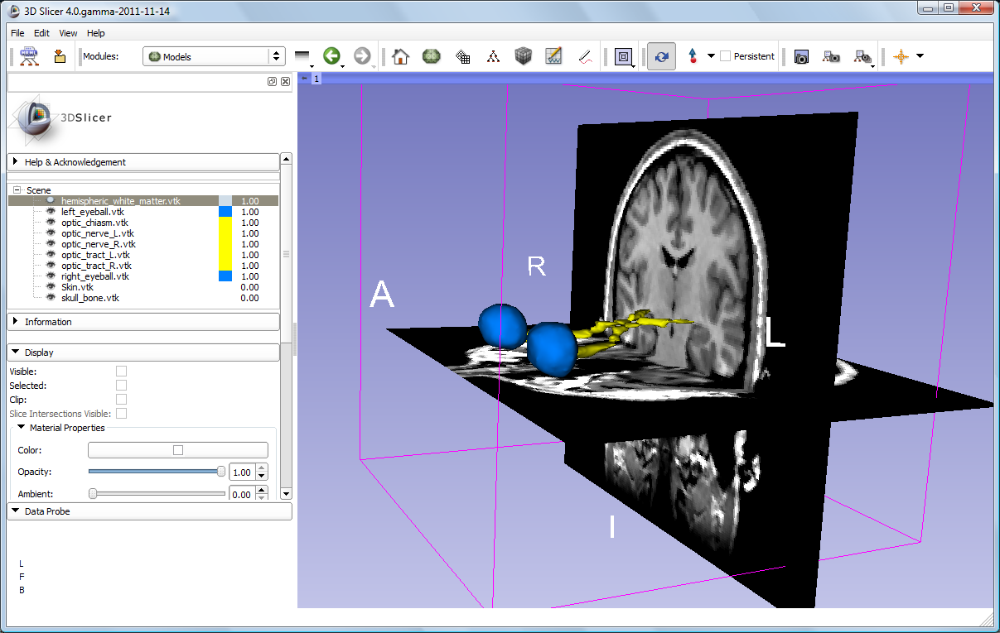 3D Slicer 4.0.gamma-2011-11-14
File Edit View Help
Modules: Models Persistent
1
3DSlicer
Help & Acknowledgement
Scene
hemispheric_white_matter.vtk 1.00
left_eyeball.vtk 1.00
optic_chiasm.vtk 1.00
optic_nerve_L.vtk 1.00
optic_nerve_R.vtk 1.00
optic_tract_L.vtk 1.00
optic_tract_R.vtk 1.00
right_eyeball.vtk 1.00
Skin.vtk 0.00
skull_bone.vtk 0.00
Information
Display
Visible:
Selected:
Clip:
Slice Intersections Visible:
Material Properties
Color:
Opacity: 1.00
Ambient: 0.00
Data Probe
L
F
B
R
A
L
I